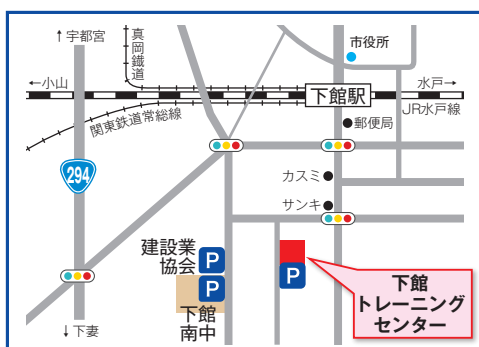 ↑宇都宮
真岡鐵道
市役所
←小山
水戸→
下館駅
JR水戸線
関東鉄道常総線
郵便局
294
カスミ
サンキ
建設業
協会
P
P
下館
南中
P
下館
トレーニング
センター
↓下妻